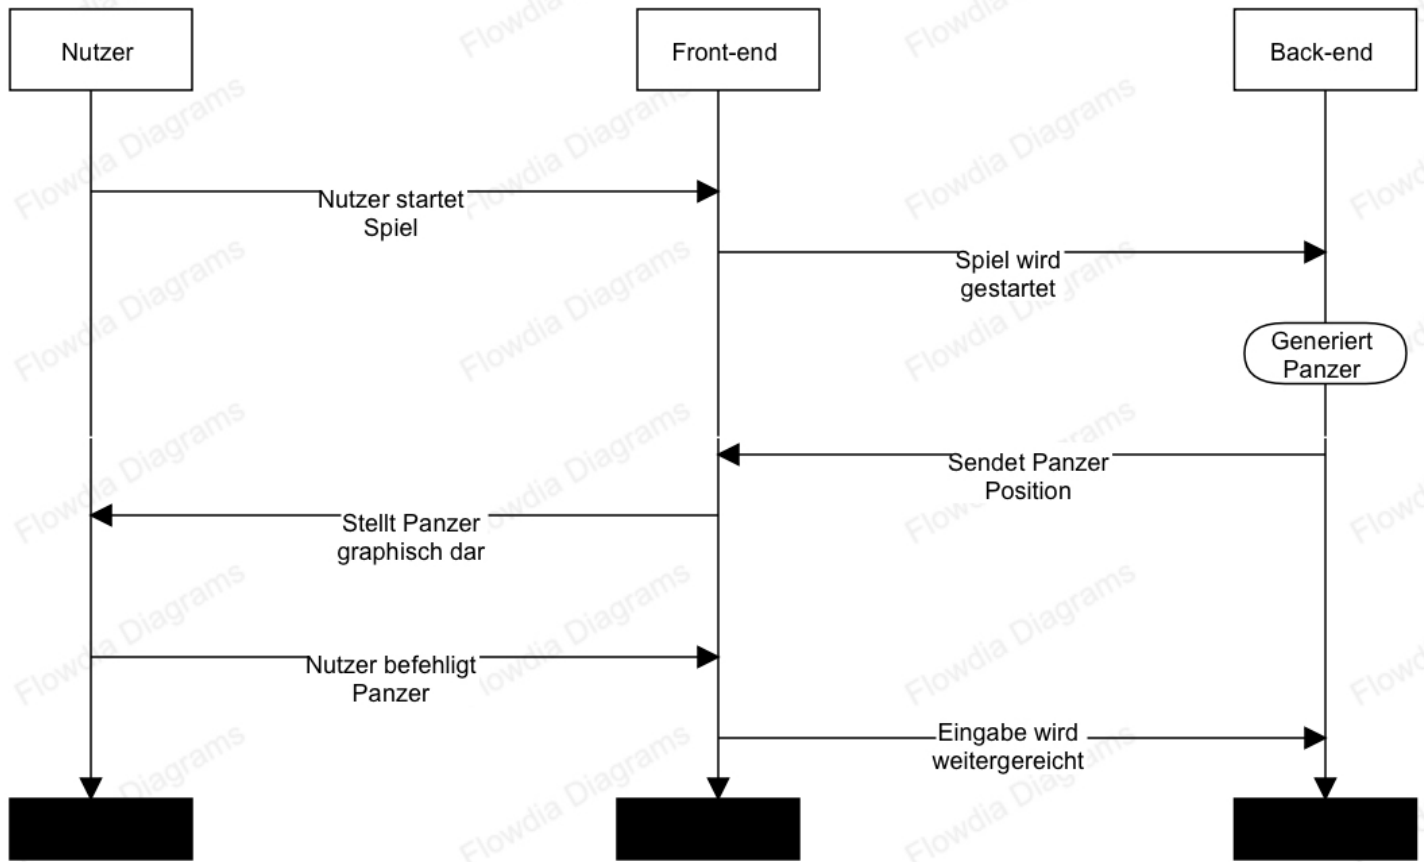 Nutzer
Front-end
Back-end
Nutzer startet
Spiel
Spiel wird
gestartet
Generiert
Panzer
Sendet Panzer
Position
Stellt Panzer
graphisch dar
Nutzer befehligt
Panzer
Eingabe wird
weitergereicht
Flowdia Diagrams